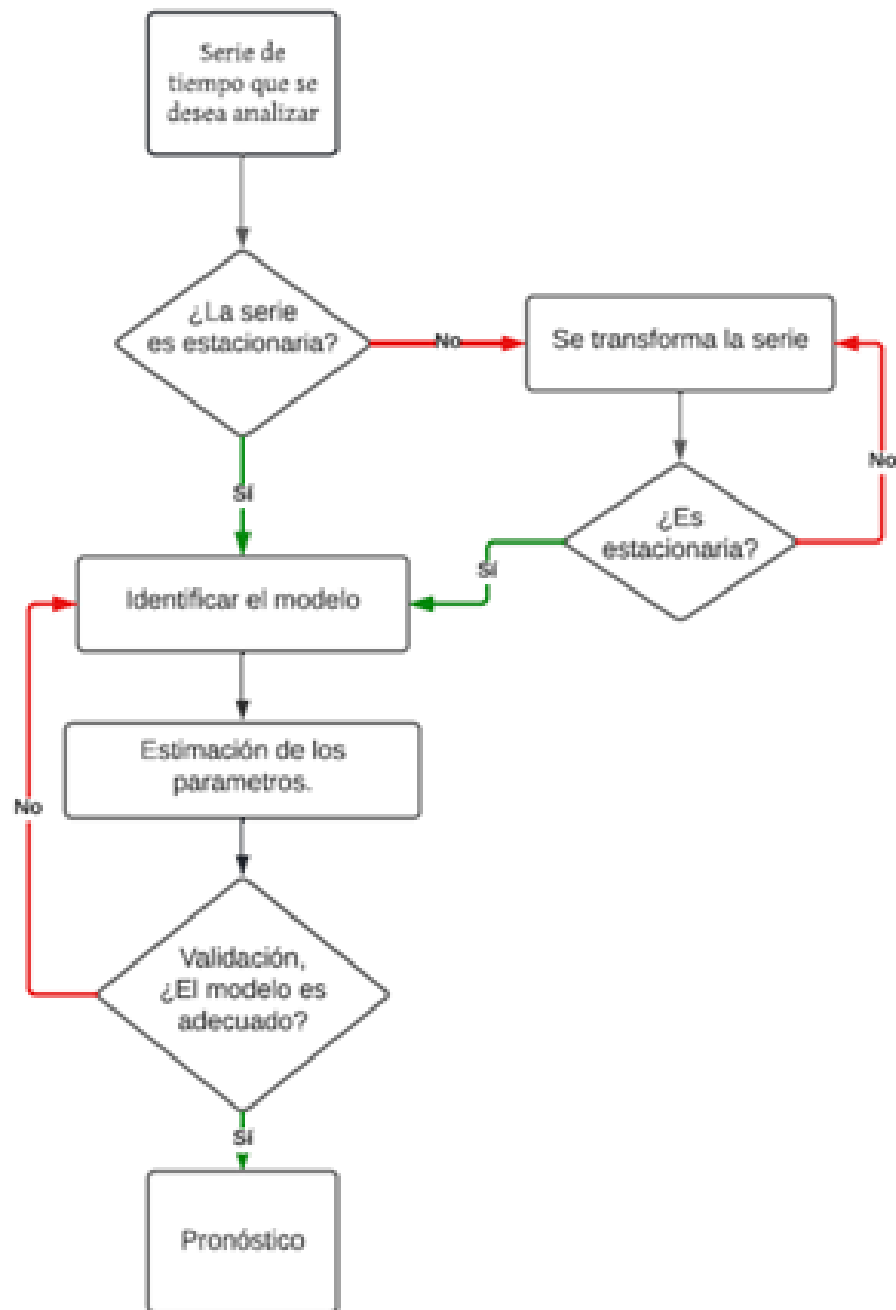 Serie de
tiempo que se
desea analizar
¿La serie
es estacionaria?
No
Se transforma la serie
No
Sí
¿Es
estacionaria?
Sí
Identificar el modelo
Estimación de los
parametros.
No
Validación,
¿El modelo es
adecuado?
Sí
Pronóstico